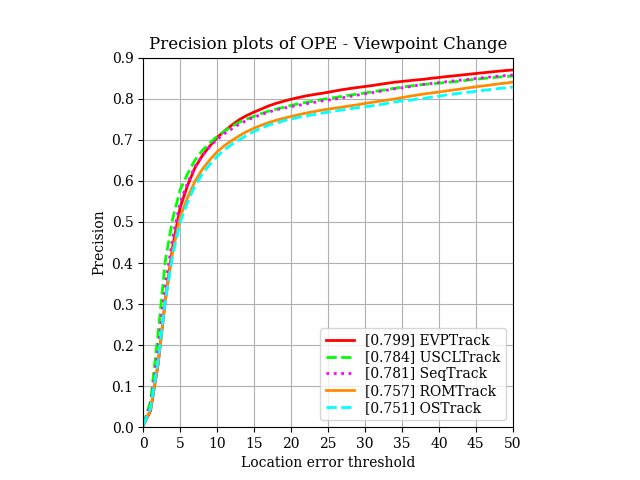 Precision plots of OPE - Viewpoint Change
0.9
0.8
0.7
0.6
0.5
0.4
0.3
0.2
0.1
0.0
Precision
[0.799] EVPTrack
[0.784] USCLTrack
[0.781] SeqTrack
[0.757] ROMTrack
[0.751] OSTrack
0 5 10 15 20 25 30 35 40 45 50
Location error threshold